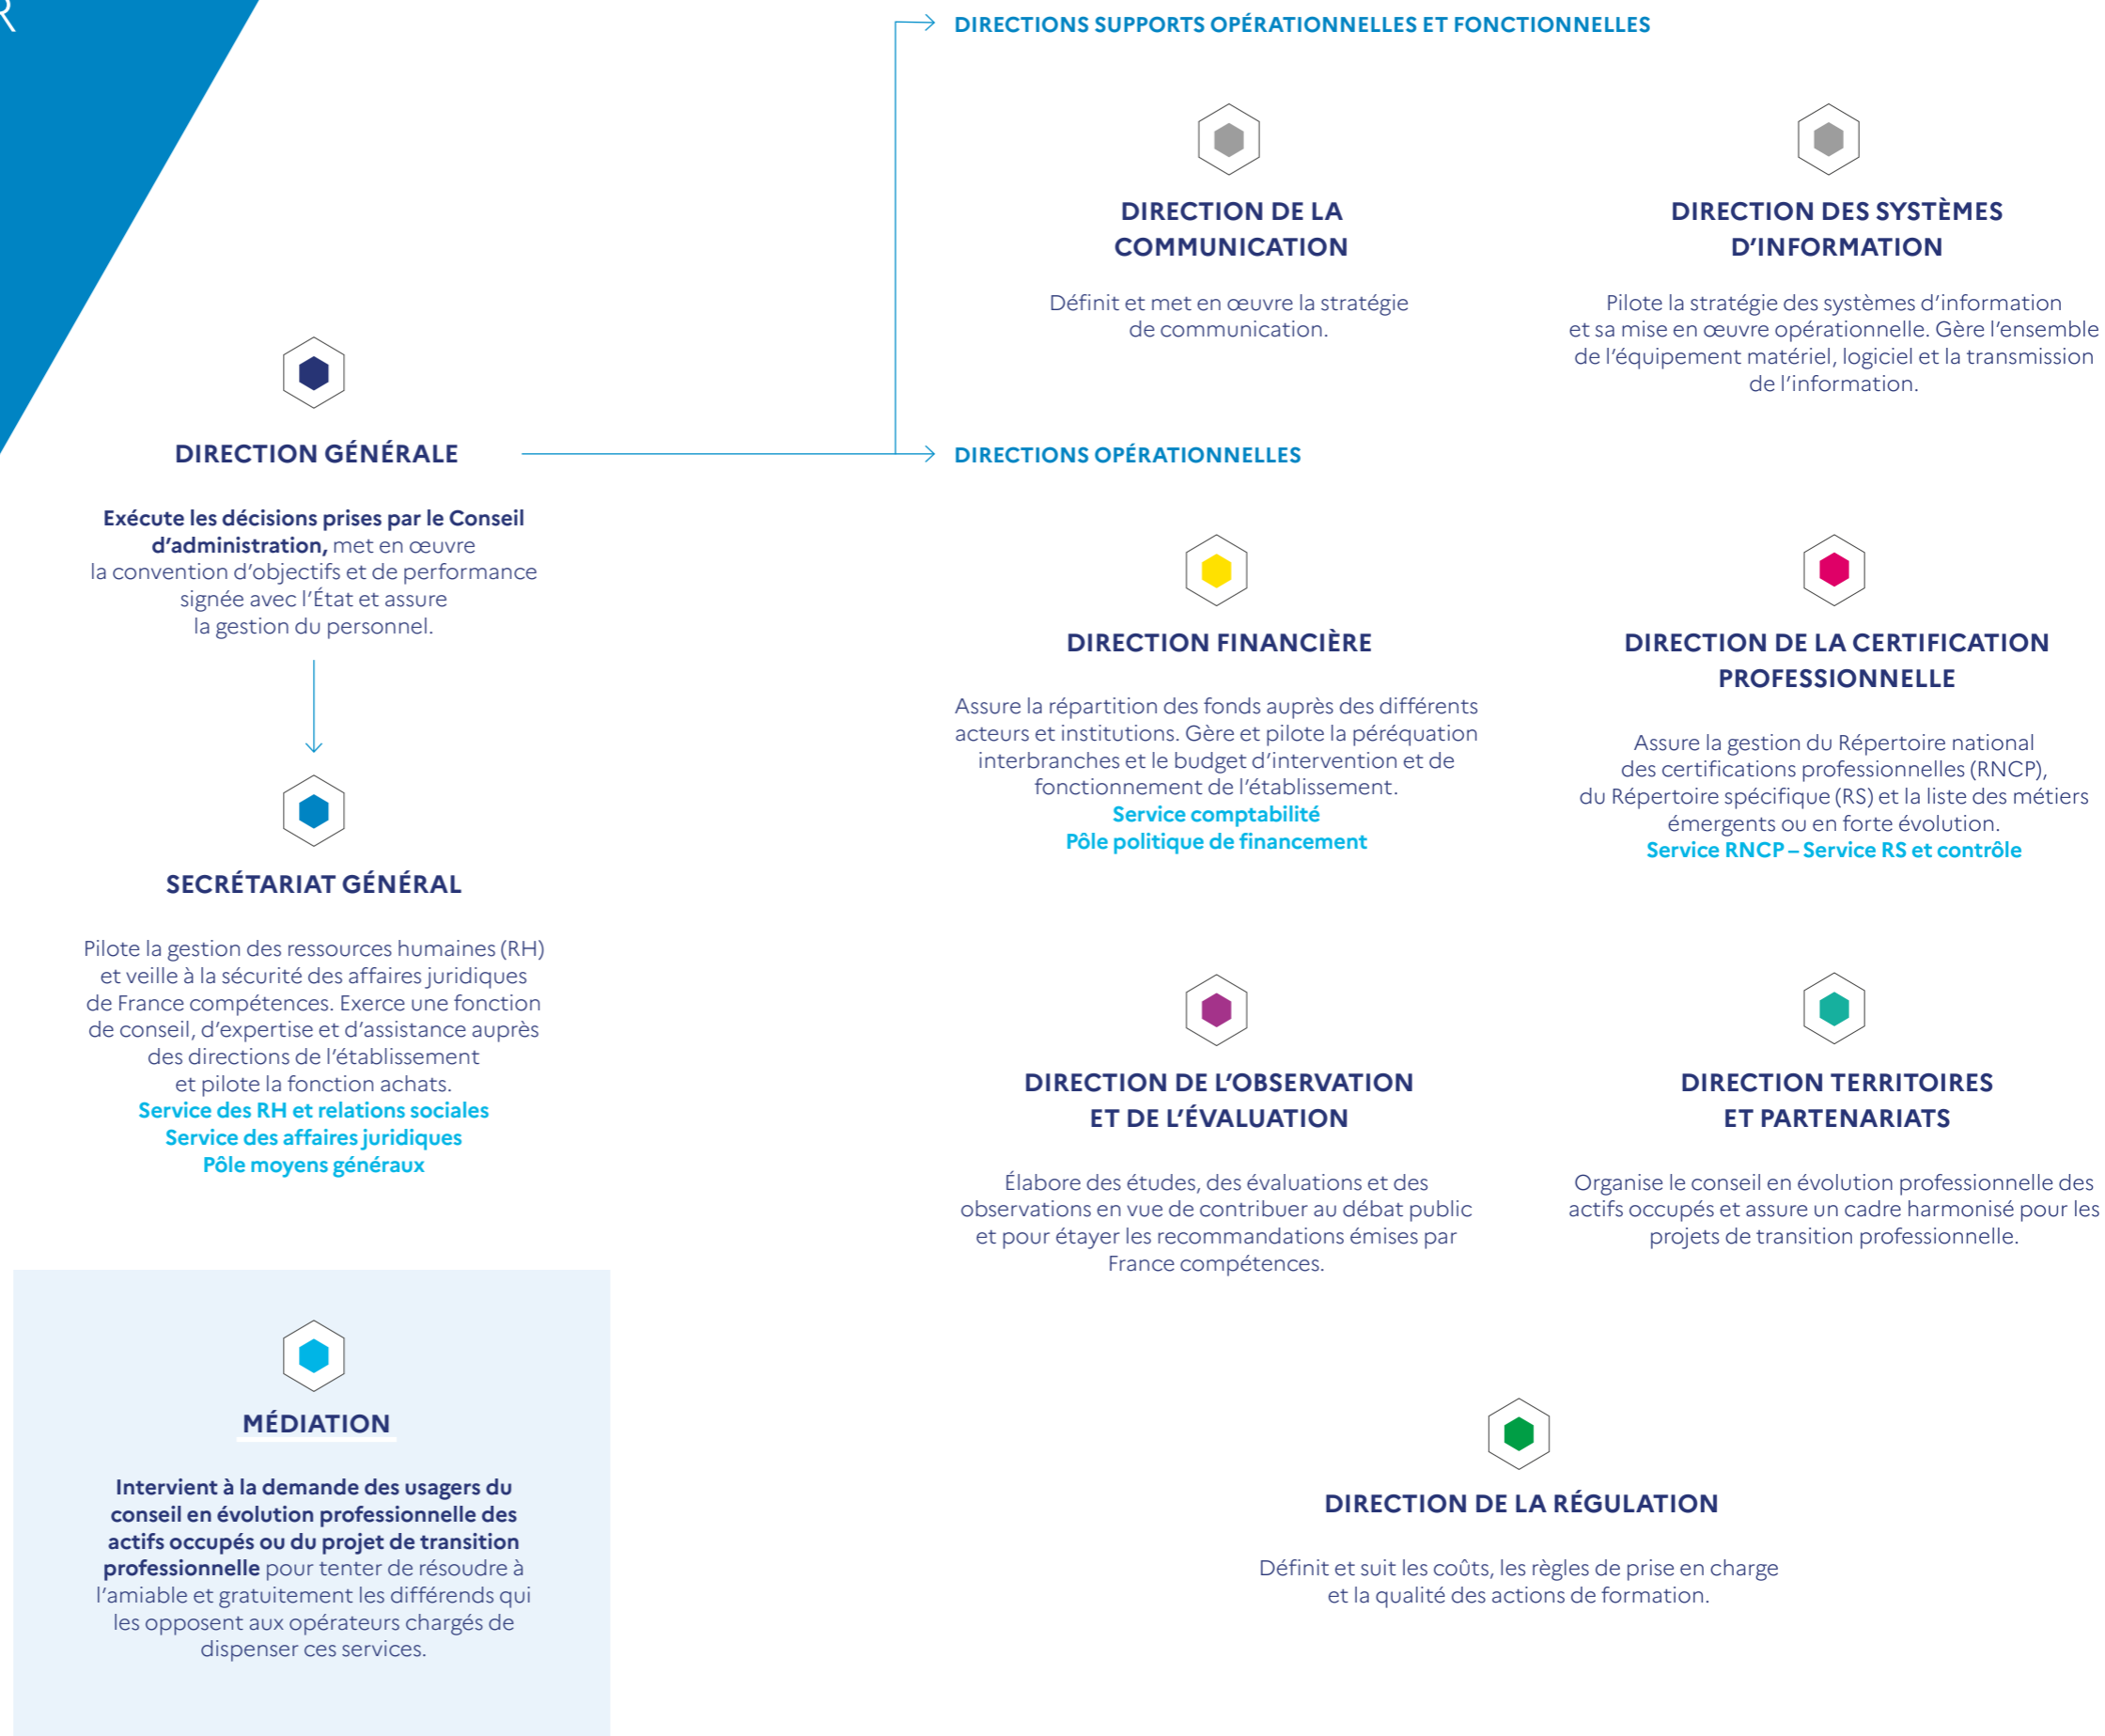 R
DIRECTION GÉNÉRALE
Exécute les décisions prises par le Conseil
d’administration, met en œuvre
la convention d’objectifs et de performance
signée avec l’État et assure
la gestion du personnel.
SECRÉTARIAT GÉNÉRAL
Pilote la gestion des ressources humaines (RH)
et veille à la sécurité des affaires juridiques
de France compétences. Exerce une fonction
de conseil, d’expertise et d’assistance auprès
des directions de l’établissement
et pilote la fonction achats.
Service des RH et relations sociales
Service des affaires juridiques
Pôle moyens généraux
MÉDIATION
Intervient à la demande des usagers du
conseil en évolution professionnelle des
actifs occupés ou du projet de transition
professionnelle pour tenter de résoudre à
l’amiable et gratuitement les différends qui
les opposent aux opérateurs chargés de
dispenser ces services.
DIRECTIONS SUPPORTS OPÉRATIONNELLES ET FONCTIONNELLES
DIRECTION DE LA
COMMUNICATION
Définit et met en œuvre la stratégie
de communication.
DIRECTION DES SYSTÈMES
D’INFORMATION
Pilote la stratégie des systèmes d’information
et sa mise en œuvre opérationnelle. Gère l’ensemble
de l’équipement matériel, logiciel et la transmission
de l’information.
DIRECTIONS OPÉRATIONNELLES
DIRECTION FINANCIÈRE
Assure la répartition des fonds auprès des différents
acteurs et institutions. Gère et pilote la péréquation
interbranches et le budget d’intervention et de
fonctionnement de l’établissement.
Service comptabilité
Pôle politique de financement
DIRECTION DE LA CERTIFICATION
PROFESSIONNELLE
Assure la gestion du Répertoire national
des certifications professionnelles (RNCP),
du Répertoire spécifique (RS) et la liste des métiers
émergents ou en forte évolution.
Service RNCP – Service RS et contrôle
DIRECTION DE L’OBSERVATION
ET DE L’ÉVALUATION
Élabore des études, des évaluations et des
observations en vue de contribuer au débat public
et pour étayer les recommandations émises par
France compétences.
DIRECTION TERRITOIRES
ET PARTENARIATS
Organise le conseil en évolution professionnelle des
actifs occupés et assure un cadre harmonisé pour les
projets de transition professionnelle.
DIRECTION DE LA RÉGULATION
Définit et suit les coûts, les règles de prise en charge
et la qualité des actions de formation.